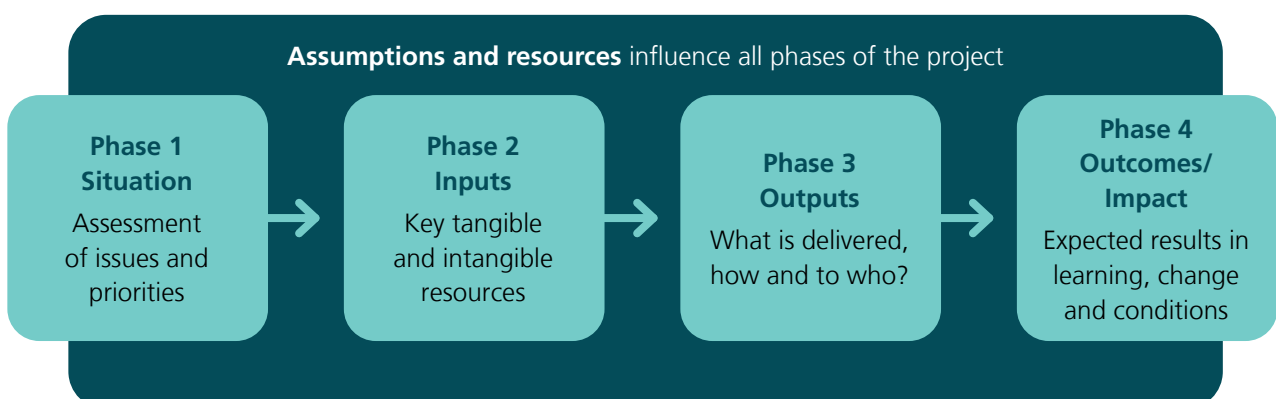 Assumptions and resources influence all phases of the project
Phase 1
Situation
Assessment
of issues and
priorities
Phase 2
Inputs
Key tangible
and intangible
resources
Phase 3
Outputs
What is delivered,
how and to who?
Phase 4
Outcomes/
Impact
Expected results in
learning, change
and conditions